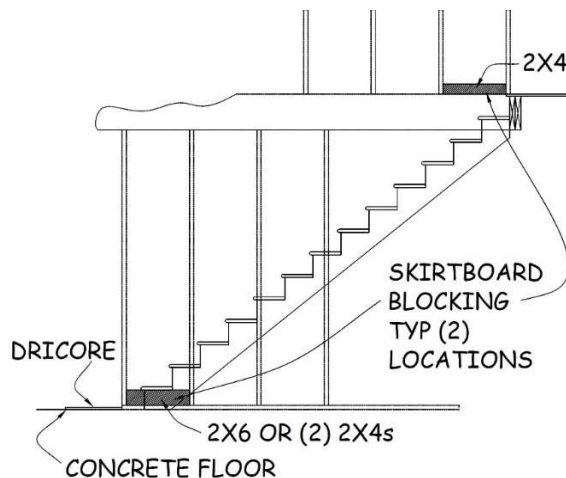 2X4
SKIRTBOARD
BLOCKING
TYP (2)
LOCATIONS
DRICORE
2X6 OR (2) 2X4s
CONCRETE FLOOR